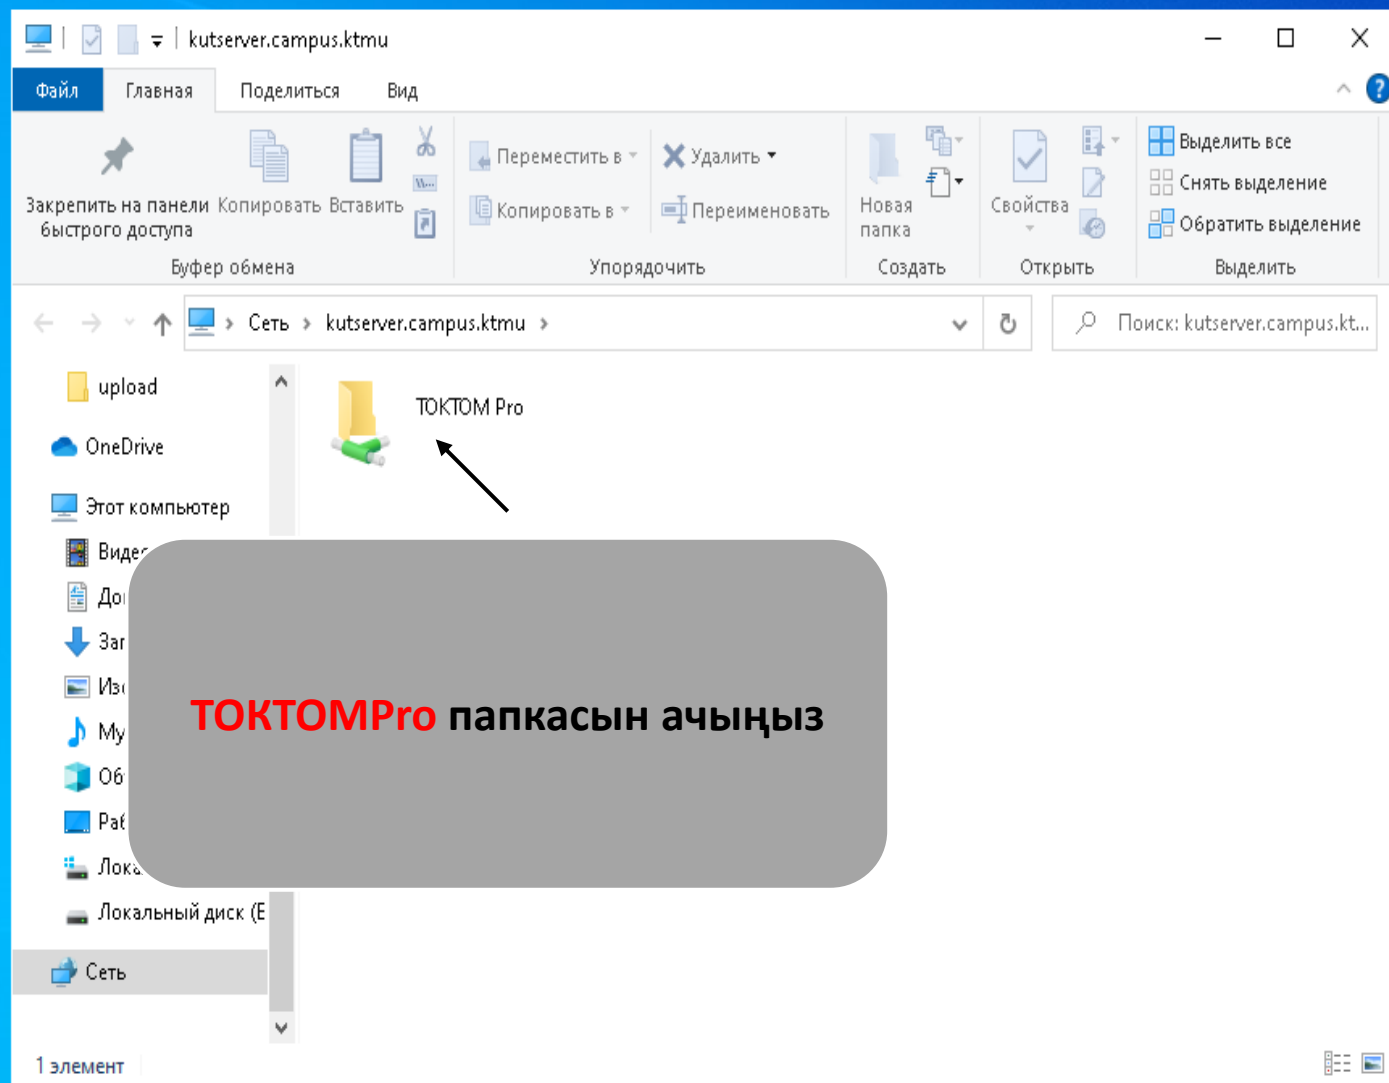 kutserver.campus.ktmu
Файл Главная Поделиться Вид
Закрепить на панели быстрого доступа
Копировать
Вставить
Переместить в
Копировать в
Удалить
Переименовать
Новая папка
Свойства
Выделить все
Снять выделение
Обратить выделение
Буфер обмена Упорядочить Создать Открыть Выделить
Сеть kutserver.campus.ktmu
Поиск: kutserver.campus.kt...
upload
OneDrive
Этот компьютер
Локальный диск (E
Сеть
TOKTOM Pro
TOKTOMPro папкасын ачыңыз
1 элемент